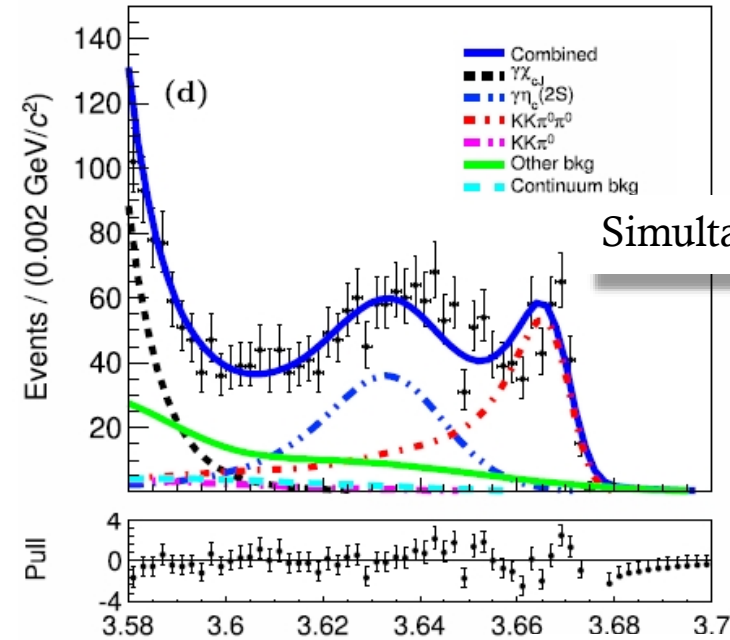 140
120
100
80
60
40
20
Events / (0.002 GeV/c²)
(d)
Combined
γχ_cJ
γη_c(2S)
KKπ⁰π⁰
KKπ⁰
Other bkg
Continuum bkg
Simulta
4
0
-4
Pull
3.58 3.6 3.62 3.64 3.66 3.68 3.7